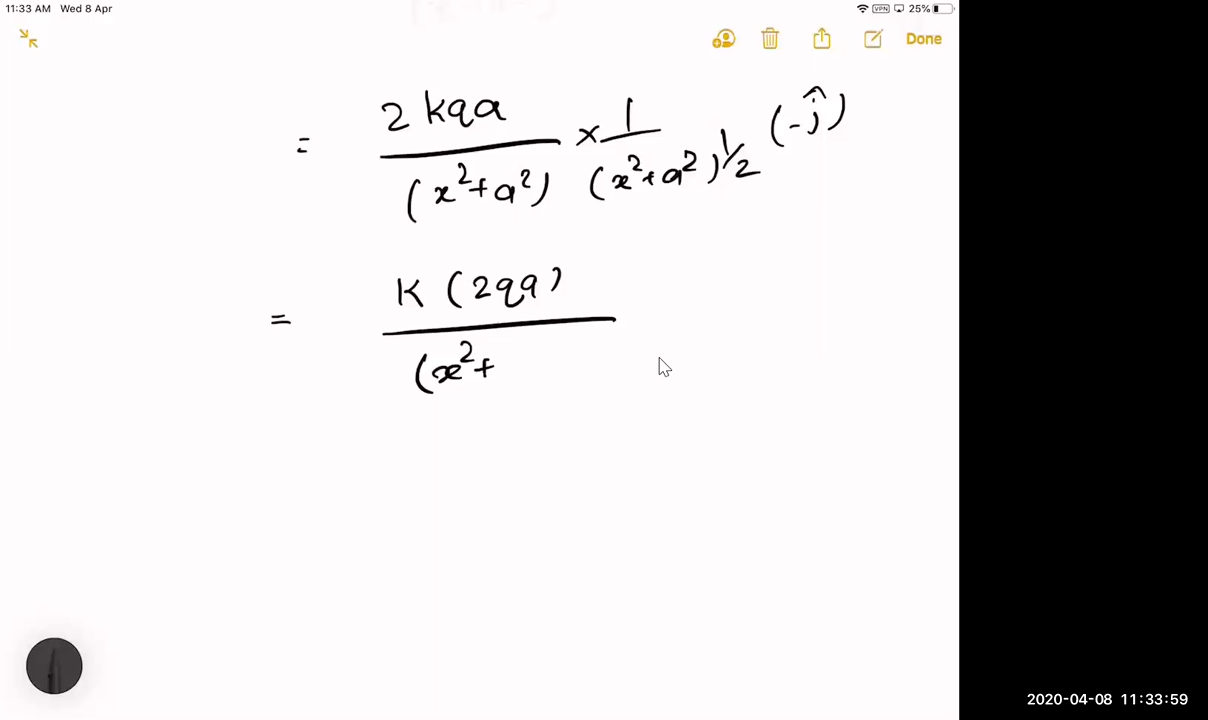 11:33 AM Wed 8 Apr VPN 25%
Done
= 2 kqa / (x²+a²) × 1 / (x²+a²)^1/2 (-ĵ)
= K (2qa) / (x²+
2020-04-08 11:33:59